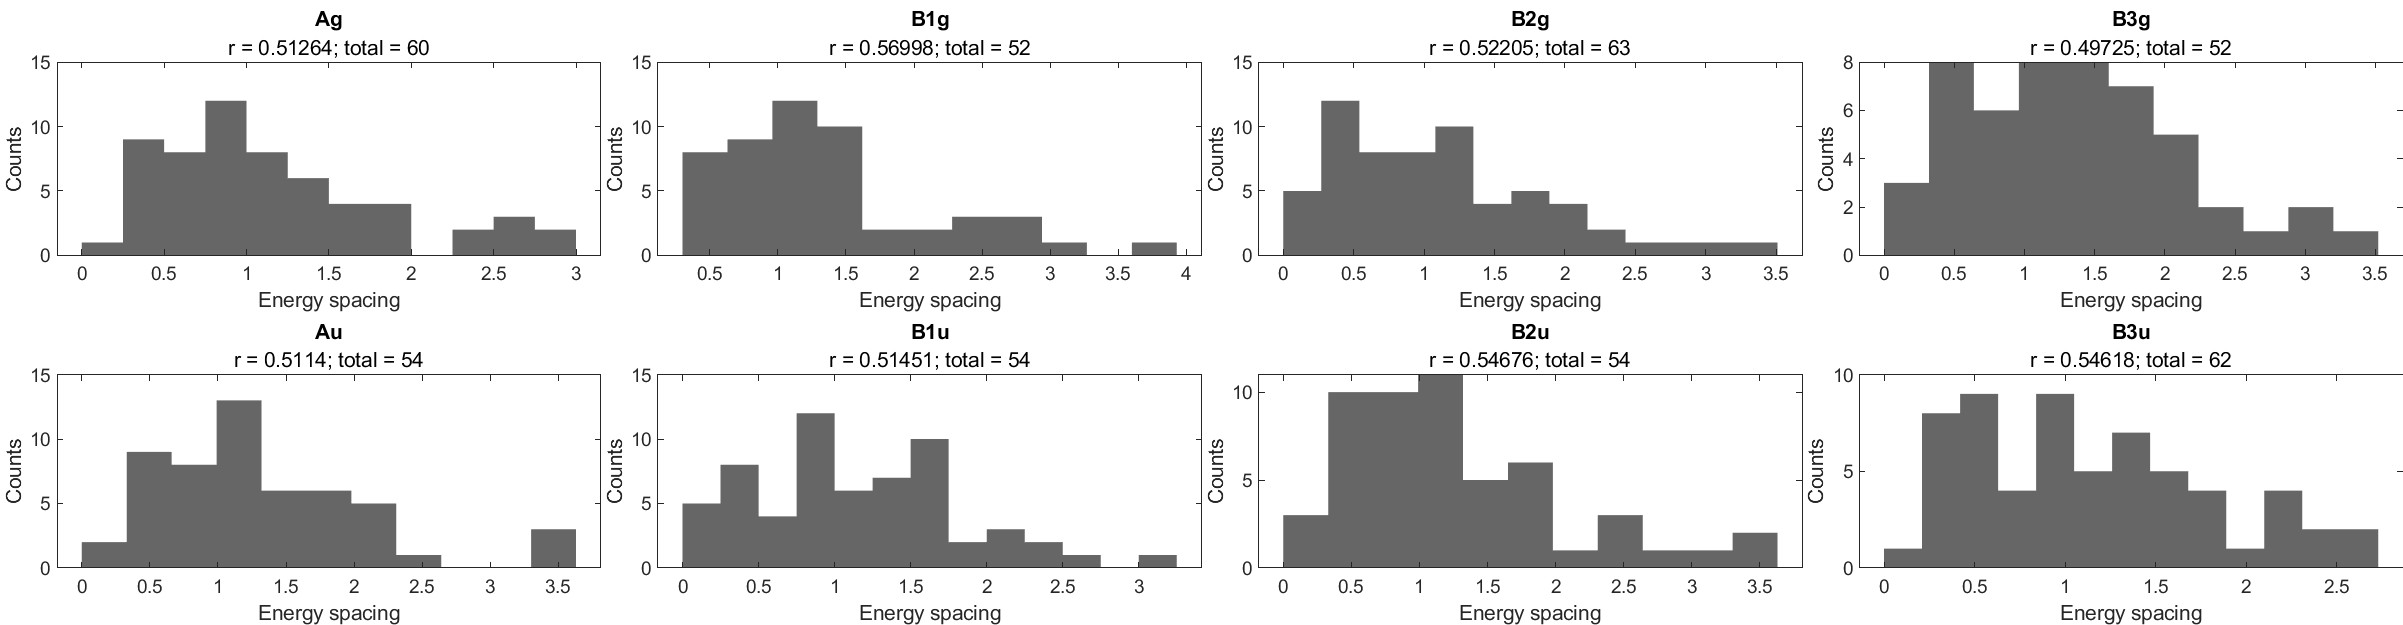 Ag
r = 0.51264; total = 60
15
10
5
0
Counts
0 0.5 1 1.5 2 2.5 3
Energy spacing
B1g
r = 0.56998; total = 52
15
10
5
0
Counts
0.5 1 1.5 2 2.5 3 3.5 4
Energy spacing
B2g
r = 0.52205; total = 63
15
10
5
0
Counts
0 0.5 1 1.5 2 2.5 3 3.5
Energy spacing
B3g
r = 0.49725; total = 52
8
6
4
2
0
Counts
0 0.5 1 1.5 2 2.5 3 3.5
Energy spacing
Au
r = 0.5114; total = 54
15
10
5
0
Counts
0 0.5 1 1.5 2 2.5 3 3.5
Energy spacing
B1u
r = 0.51451; total = 54
15
10
5
0
Counts
0 0.5 1 1.5 2 2.5 3
Energy spacing
B2u
r = 0.54676; total = 54
10
5
0
Counts
0 0.5 1 1.5 2 2.5 3 3.5
Energy spacing
B3u
r = 0.54618; total = 62
10
5
0
Counts
0 0.5 1 1.5 2 2.5
Energy spacing